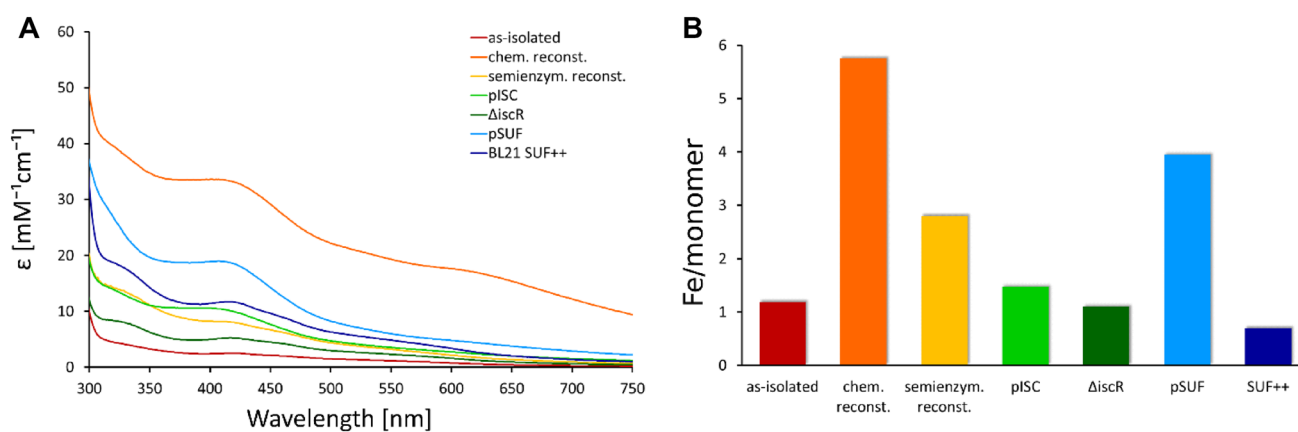 A
60
50
40
30
20
10
0
ε [mM⁻¹cm⁻¹]
300 350 400 450 500 550 600 650 700 750
Wavelength [nm]
as-isolated
chem. reconst.
semienzym. reconst.
pISC
ΔiscR
pSUF
BL21 SUF++
B
6
5
4
3
2
1
0
Fe/monomer
as-isolated chem. semienzym. pISC ΔiscR pSUF SUF++
reconst. reconst.